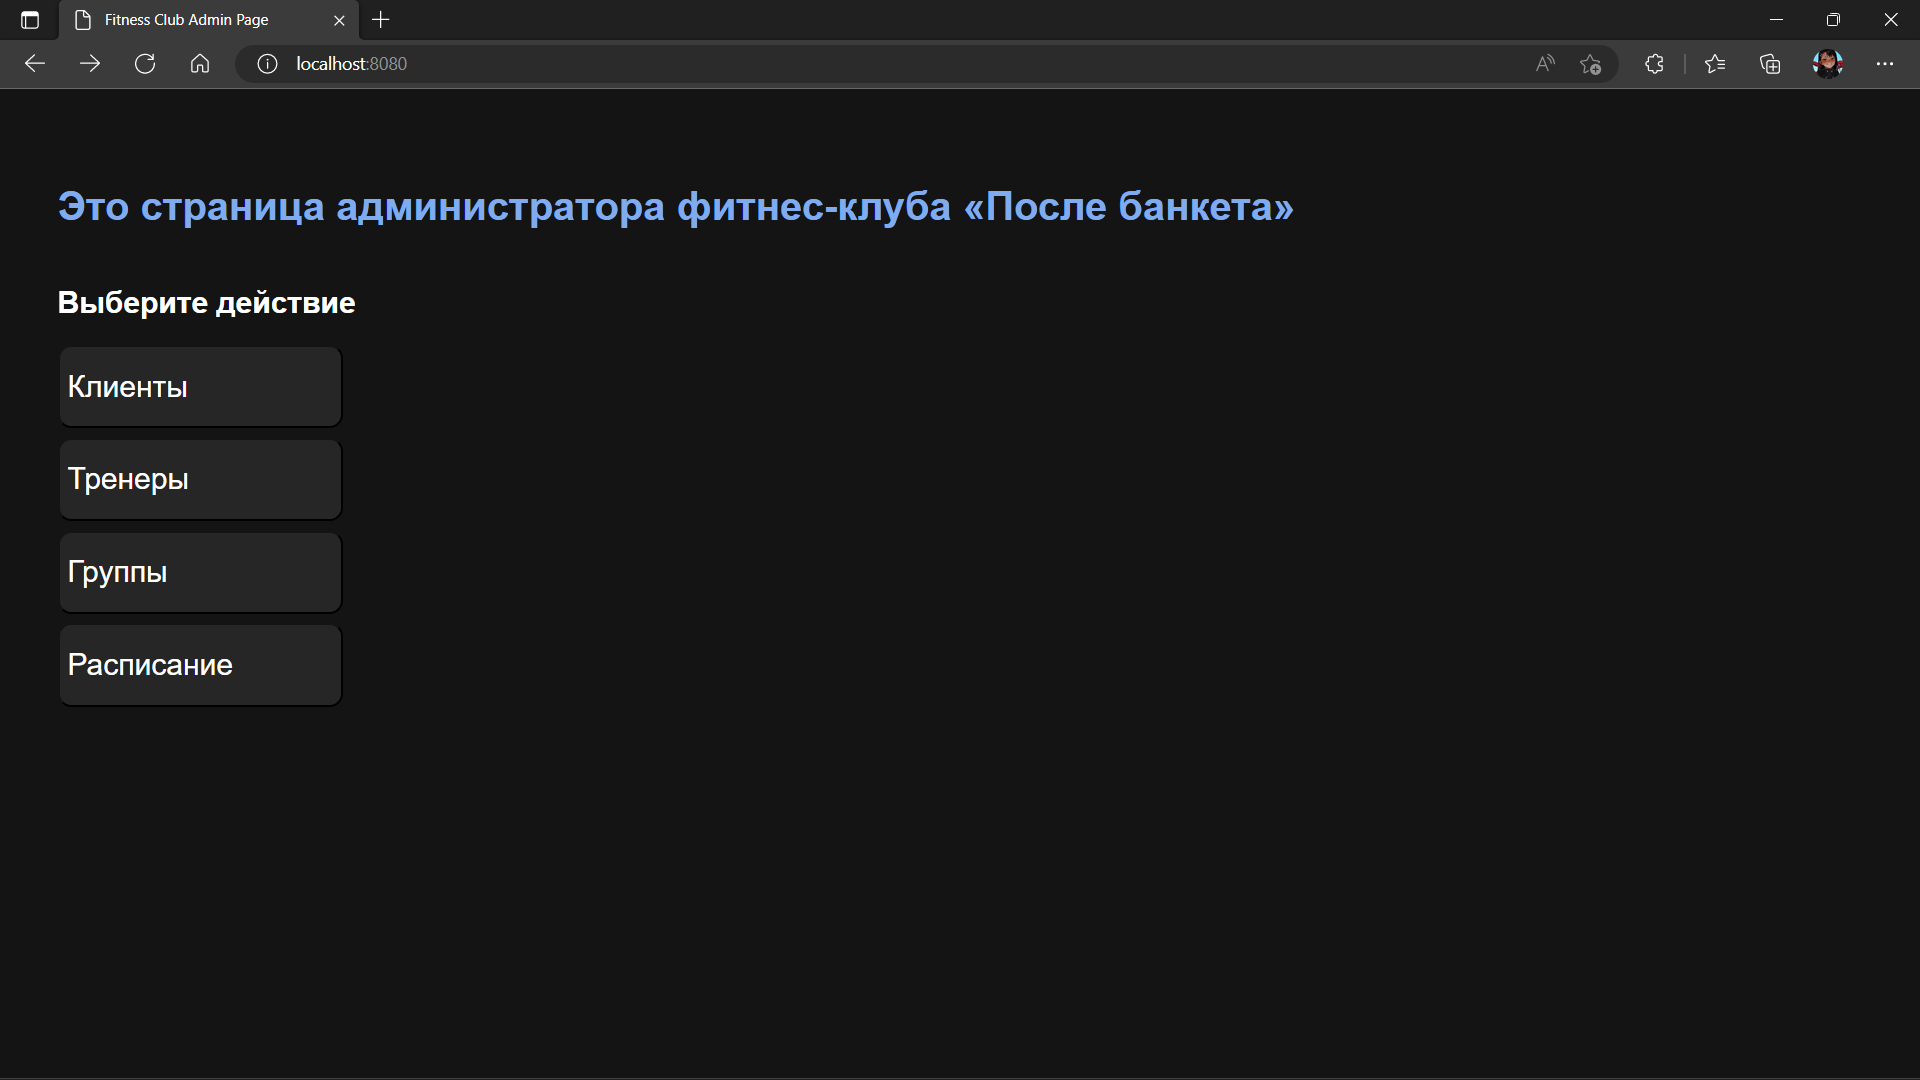 Fitness Club Admin Page
localhost:8080
Это страница администратора фитнес-клуба «После банкета»
Выберите действие
Клиенты
Тренеры
Группы
Расписание